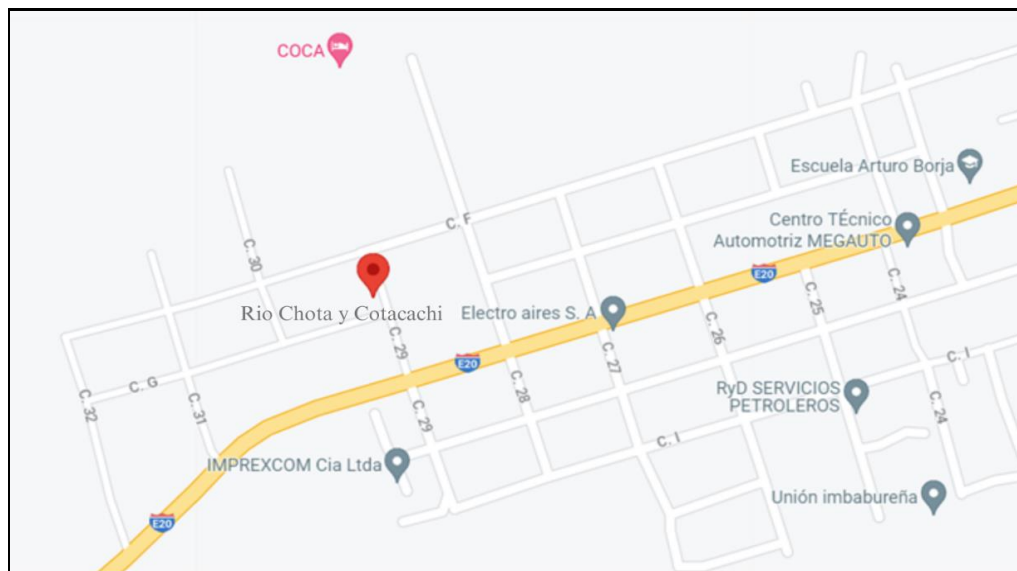 COCA
Escuela Arturo Borja
C. F
Centro TÉcnico
Automotriz MEGAUTO
C. 30
E20
C. 24
Rio Chota y Cotacachi
Electro aires S. A
C. 25
C. 26
C. 29
E20
C. 27
C. I
C. G
C. 28
RyD SERVICIOS
PETROLEROS
C. 32
C. 31
C. 29
C. 24
C. I
IMPREXCOM Cia Ltda
Unión imbabureña
E20